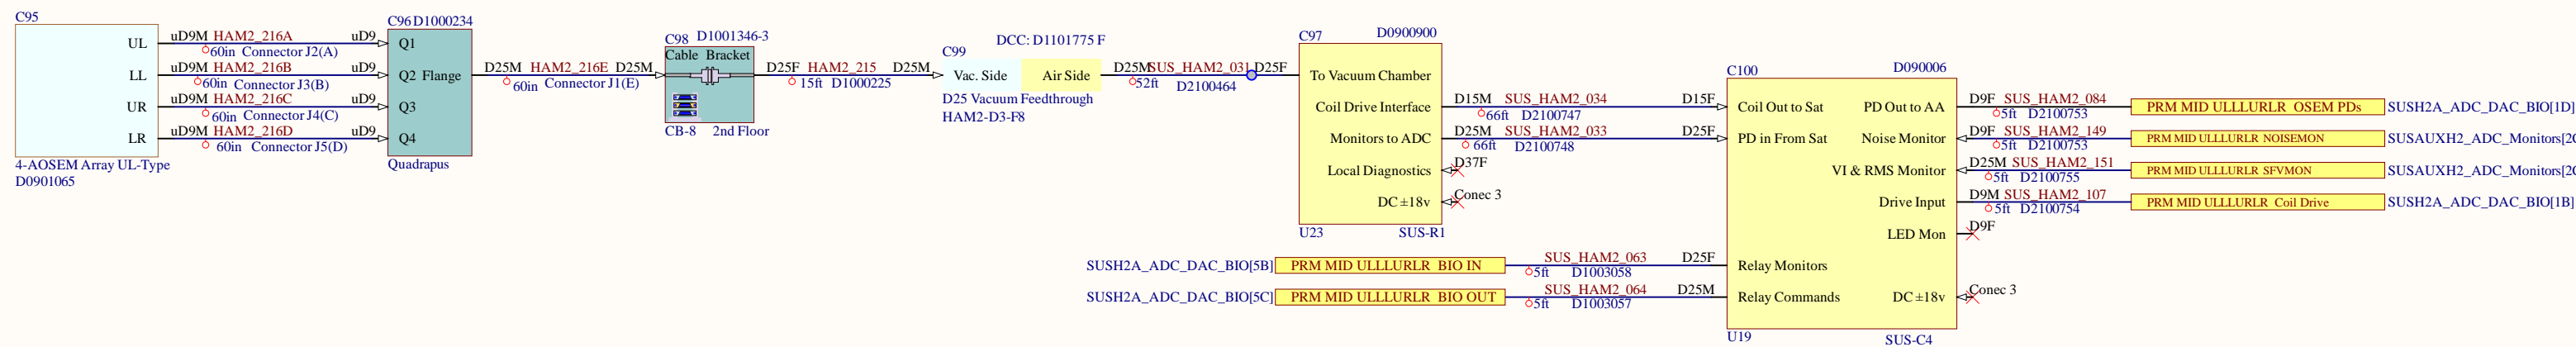 C95
UL
LL
UR
LR
4-AOSEM Array UL-Type
D0901065
uD9M HAM2_216A uD9
60in Connector J2(A)
uD9M HAM2_216B uD9
60in Connector J3(B)
uD9M HAM2_216C uD9
60in Connector J4(C)
uD9M HAM2_216D uD9
60in Connector J5(D)
C96 D1000234
Q1
Q2 Flange
Q3
Q4
Quadrapus
D25M HAM2_216E D25M
60in Connector J1(E)
C98 D1001346-3
Cable Bracket
CB-8 2nd Floor
D25F HAM2_215 D25M
15ft D1000225
DCC: D1101775 F
C99
Vac. Side Air Side
D25 Vacuum Feedthrough
HAM2-D3-F8
D25M SUS_HAM2_031 D25F
52ft D2100464
C97 D0900900
To Vacuum Chamber
Coil Drive Interface
Monitors to ADC
Local Diagnostics
DC ±18v
U23 SUS-R1
D15M SUS_HAM2_034 D15F
66ft D2100747
D25M SUS_HAM2_033 D25F
66ft D2100748
D37F
Conec 3
SUSH2A_ADC_DAC_BIO[5B] PRM MID ULLLURLR BIO IN
SUS_HAM2_063 D25F
5ft D1003058
SUSH2A_ADC_DAC_BIO[5C] PRM MID ULLLURLR BIO OUT
SUS_HAM2_064 D25M
5ft D1003057
C100 D090006
Coil Out to Sat PD Out to AA
PD in From Sat Noise Monitor
VI & RMS Monitor
Drive Input
LED Mon
Relay Monitors
Relay Commands DC ±18v
U19 SUS-C4
D9F SUS_HAM2_084
5ft D2100753
PRM MID ULLLURLR OSEM PDs SUSH2A_ADC_DAC_BIO[1D]
D9F SUS_HAM2_149
5ft D2100753
PRM MID ULLLURLR NOISEMON SUSAUXH2_ADC_Monitors[2
D25M SUS_HAM2_151
5ft D2100755
PRM MID ULLLURLR SFVMON SUSAUXH2_ADC_Monitors[2
D9M SUS_HAM2_107
5ft D2100754
PRM MID ULLLURLR Coil Drive SUSH2A_ADC_DAC_BIO[1B]
D9F
Conec 3